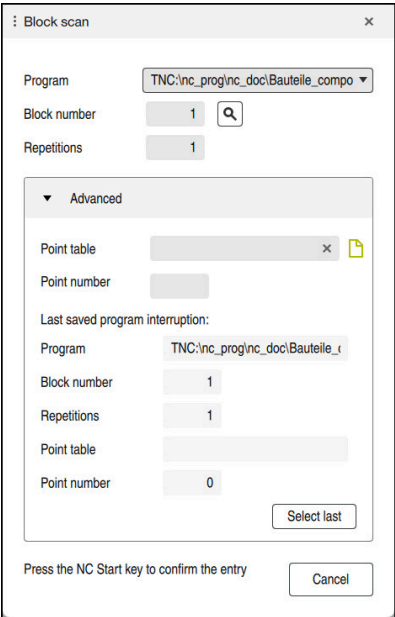 Block scan
Program TNC:\nc_prog\nc_doc\Bauteile_compo
Block number 1
Repetitions 1
Advanced
Point table
Point number
Last saved program interruption:
Program TNC:\nc_prog\nc_doc\Bauteile_
Block number 1
Repetitions 1
Point table
Point number 0
Select last
Press the NC Start key to confirm the entry
Cancel